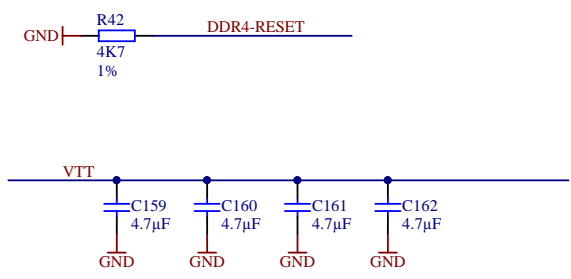 R42
GND
DDR4-RESET
4K7
1%
VTT
C159 C160 C161 C162
4.7µF 4.7µF 4.7µF 4.7µF
GND GND GND GND